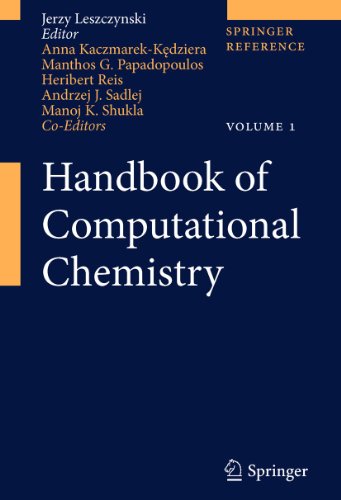 Jerzy Leszczynski
Editor
Anna Kaczmarek-Kędziera
Manthos G. Papadopoulos
Heribert Reis
Andrzej J. Sadlej
Manoj K. Shukla
Co-Editors
SPRINGER
REFERENCE
VOLUME 1
Handbook of
Computational
Chemistry
Springer